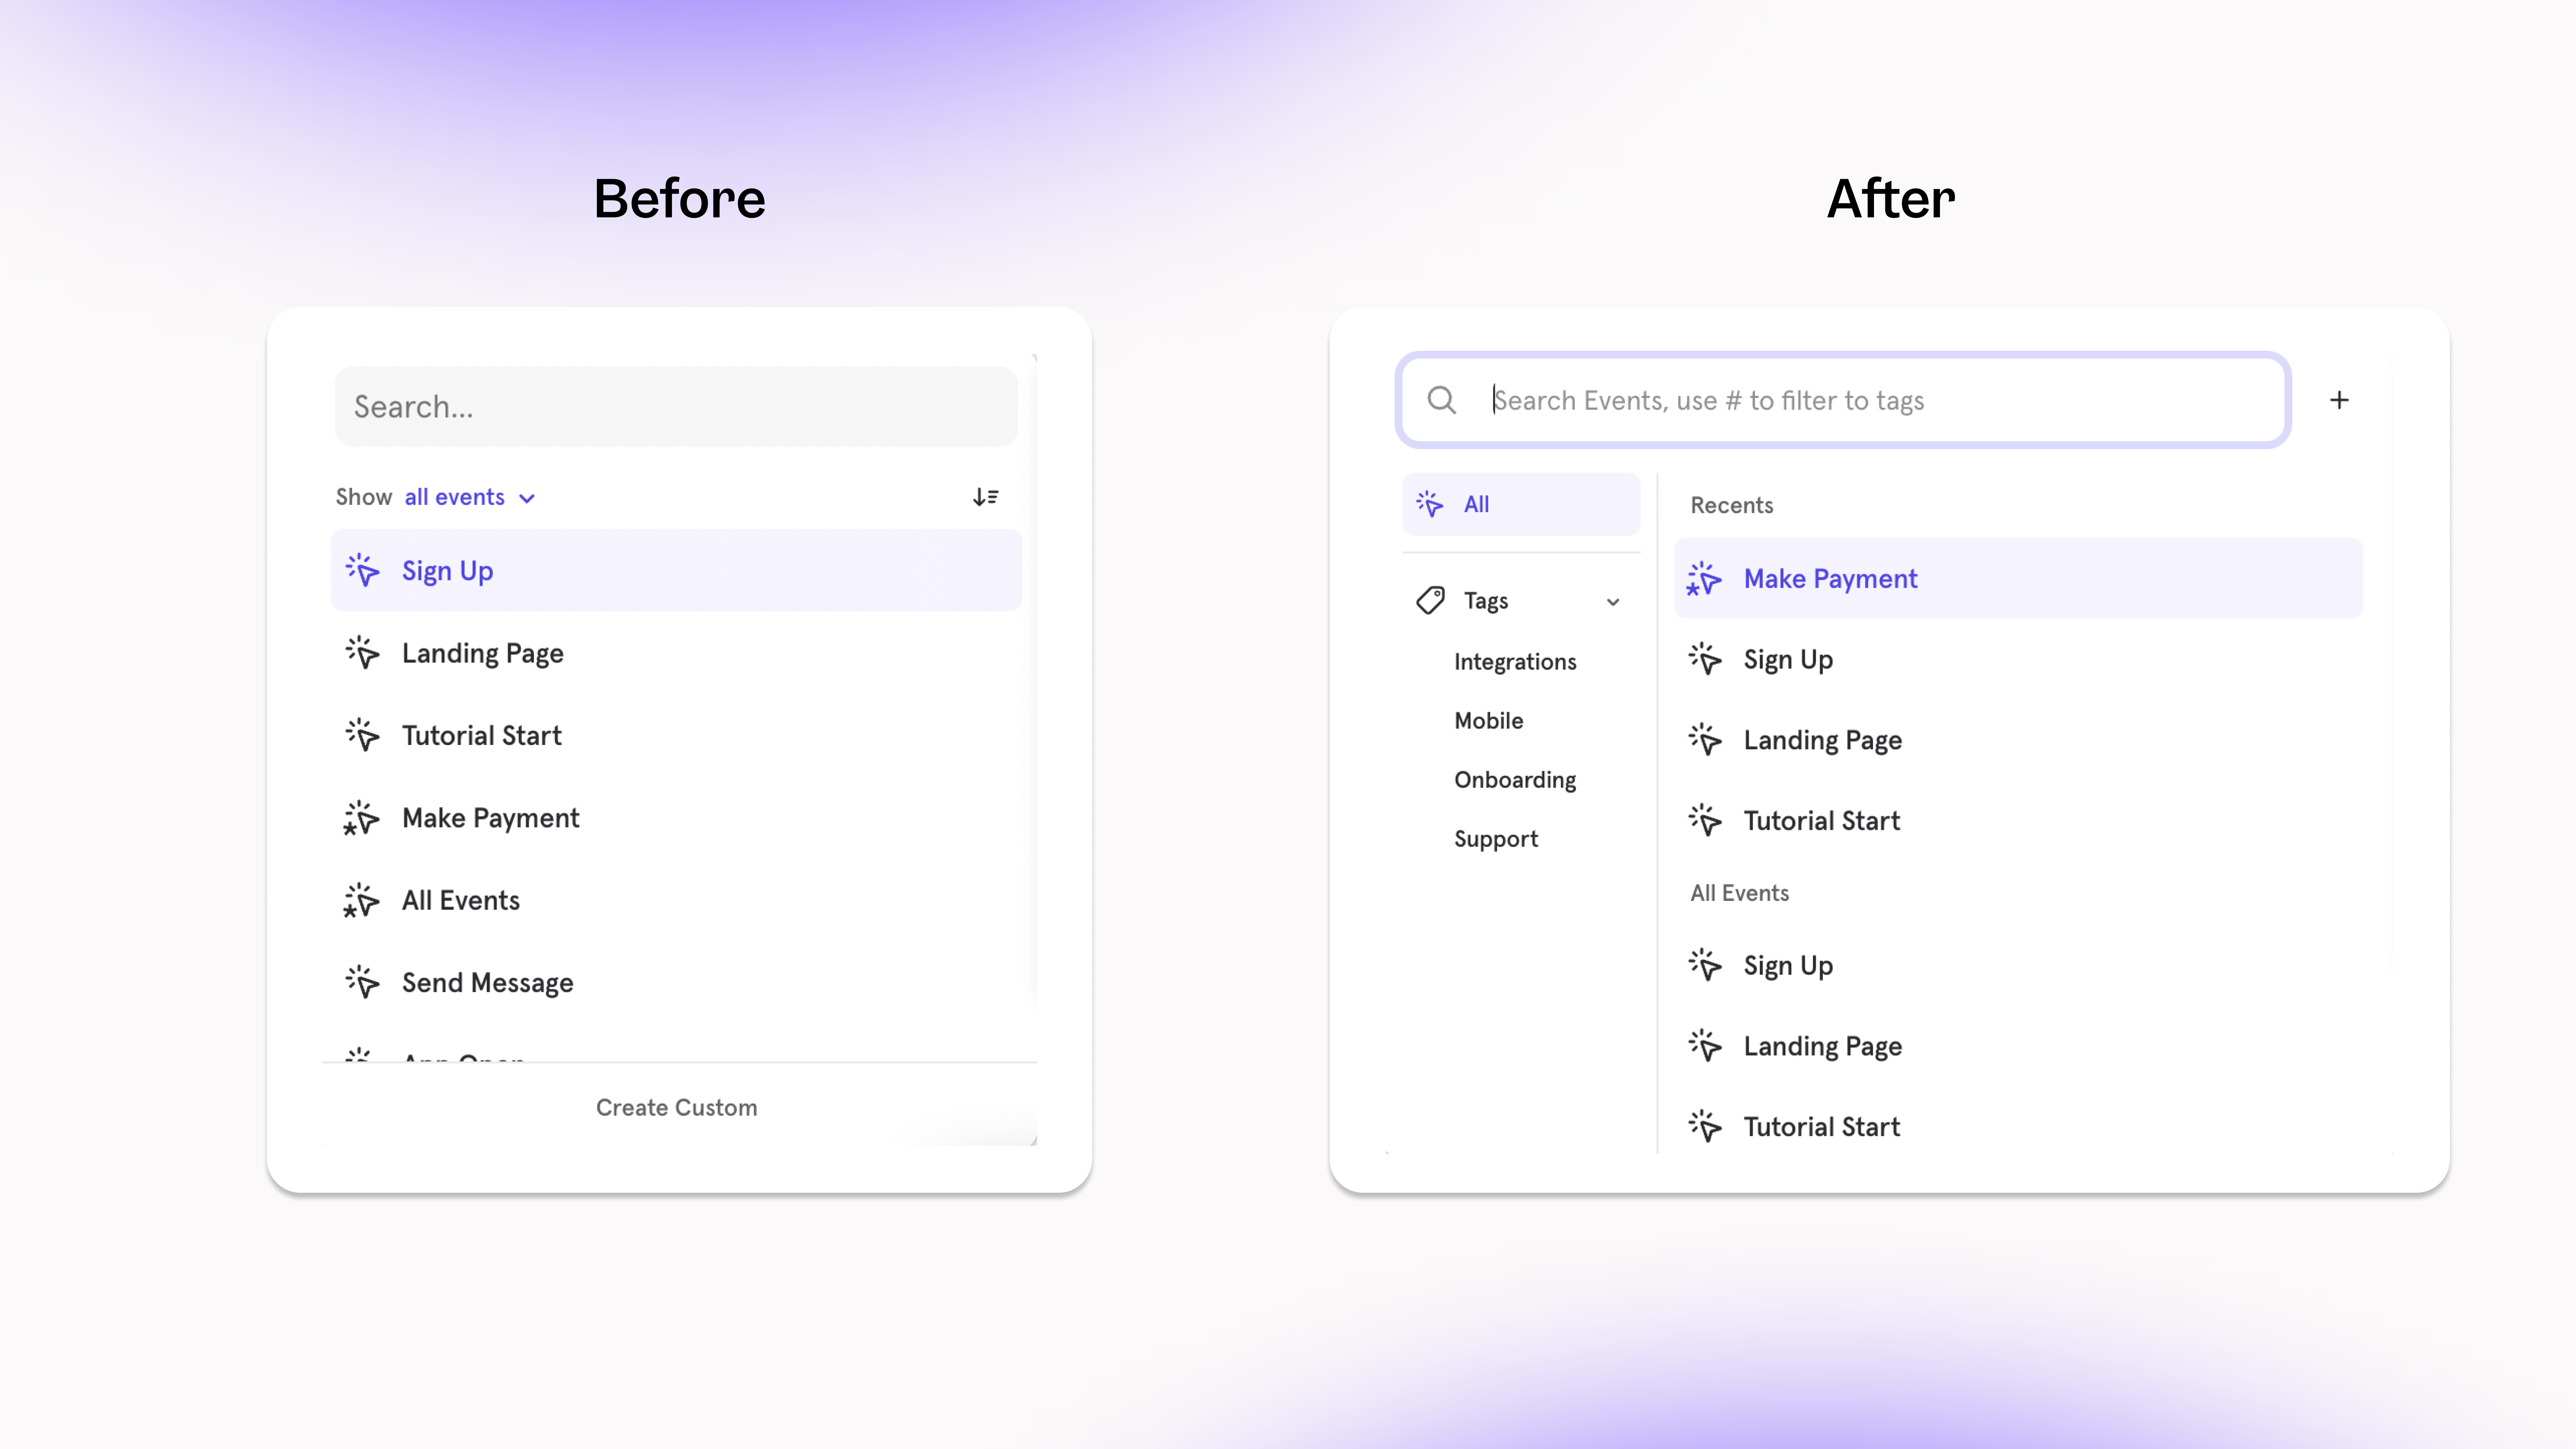 Before
Search...
Show all events
Sign Up
Landing Page
Tutorial Start
Make Payment
All Events
Send Message
App Open
Create Custom
After
Search Events, use # to filter to tags
All
Tags
Integrations
Mobile
Onboarding
Support
Recents
Make Payment
Sign Up
Landing Page
Tutorial Start
All Events
Sign Up
Landing Page
Tutorial Start